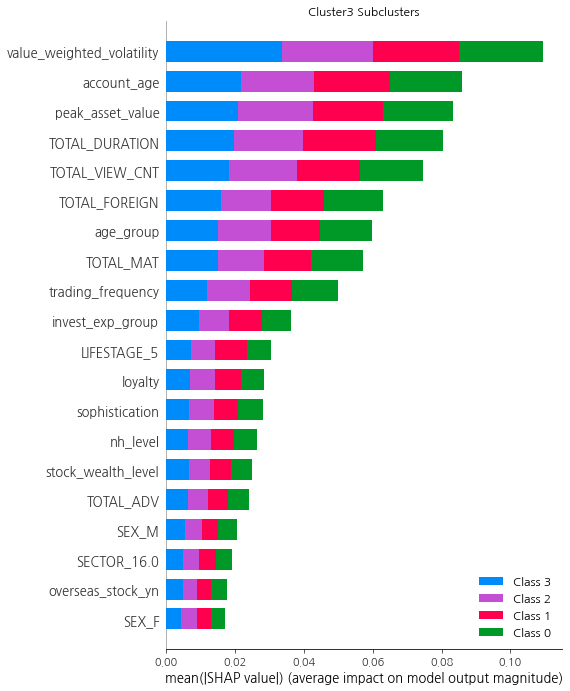 Cluster3 Subclusters
value_weighted_volatility
account_age
peak_asset_value
TOTAL_DURATION
TOTAL_VIEW_CNT
TOTAL_FOREIGN
age_group
TOTAL_MAT
trading_frequency
invest_exp_group
LIFESTAGE_5
loyalty
sophistication
nh_level
stock_wealth_level
TOTAL_ADV
SEX_M
SECTOR_16.0
overseas_stock_yn
SEX_F
Class 3
Class 2
Class 1
Class 0
0.00 0.02 0.04 0.06 0.08 0.10
mean(|SHAP value|) (average impact on model output magnitude)